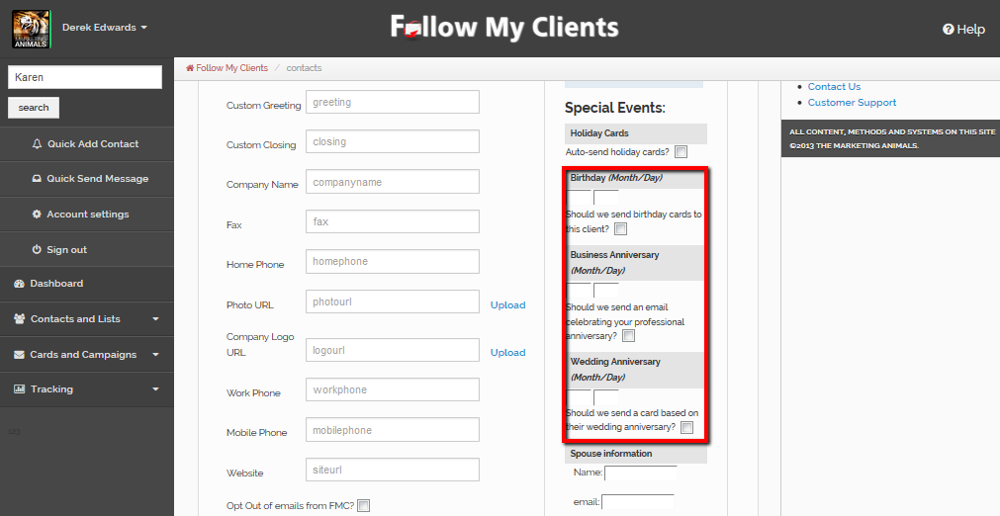 MARKETING
ANIMALS
Derek Edwards
Follow My Clients
Help
Karen
search
Quick Add Contact
Quick Send Message
Account settings
Sign out
Dashboard
Contacts and Lists
Cards and Campaigns
Tracking
Follow My Clients / contacts
Custom Greeting
greeting
Custom Closing
closing
Company Name
companyname
Fax
fax
Home Phone
homephone
Photo URL
photourl
Upload
Company Logo
URL
logourl
Upload
Work Phone
workphone
Mobile Phone
mobilephone
Website
siteurl
Opt Out of emails from FMC?
Special Events:
Holiday Cards
Auto-send holiday cards?
Birthday (Month/Day)
Should we send birthday cards to
this client?
Business Anniversary
(Month/Day)
Should we send an email
celebrating your professional
anniversary?
Wedding Anniversary
(Month/Day)
Should we send a card based on
their wedding anniversary?
Spouse information
Name:
email:
Contact Us
Customer Support
ALL CONTENT, METHODS AND SYSTEMS ON THIS SITE
©2013 THE MARKETING ANIMALS.